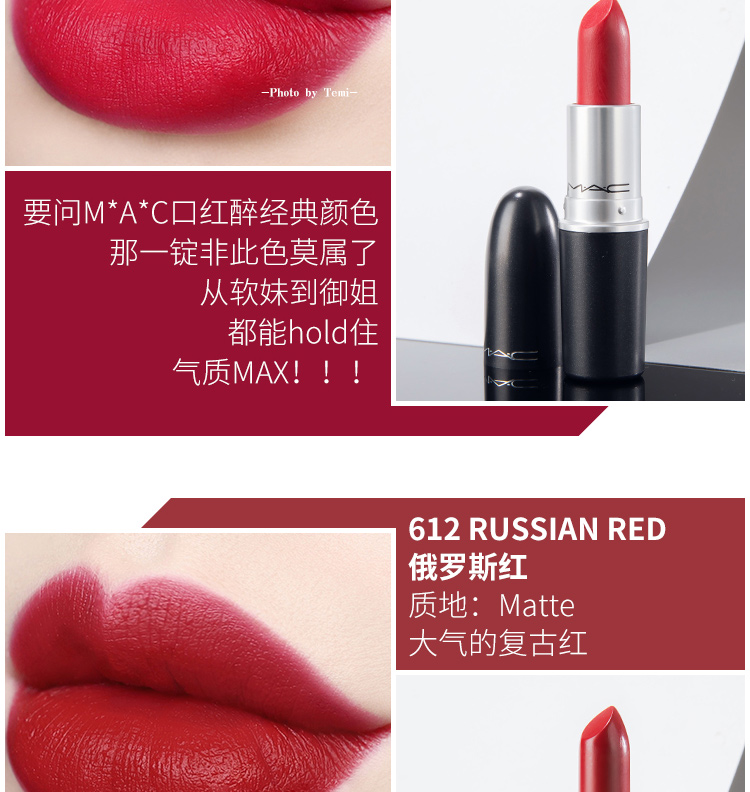 -Photo by Temi-
MAC
要问M*A*C口红醉经典颜色
那一锭非此色莫属了
从软妹到御姐
都能hold住
气质MAX！！！
MAC
612 RUSSIAN RED
俄罗斯红
质地：Matte
大气的复古红